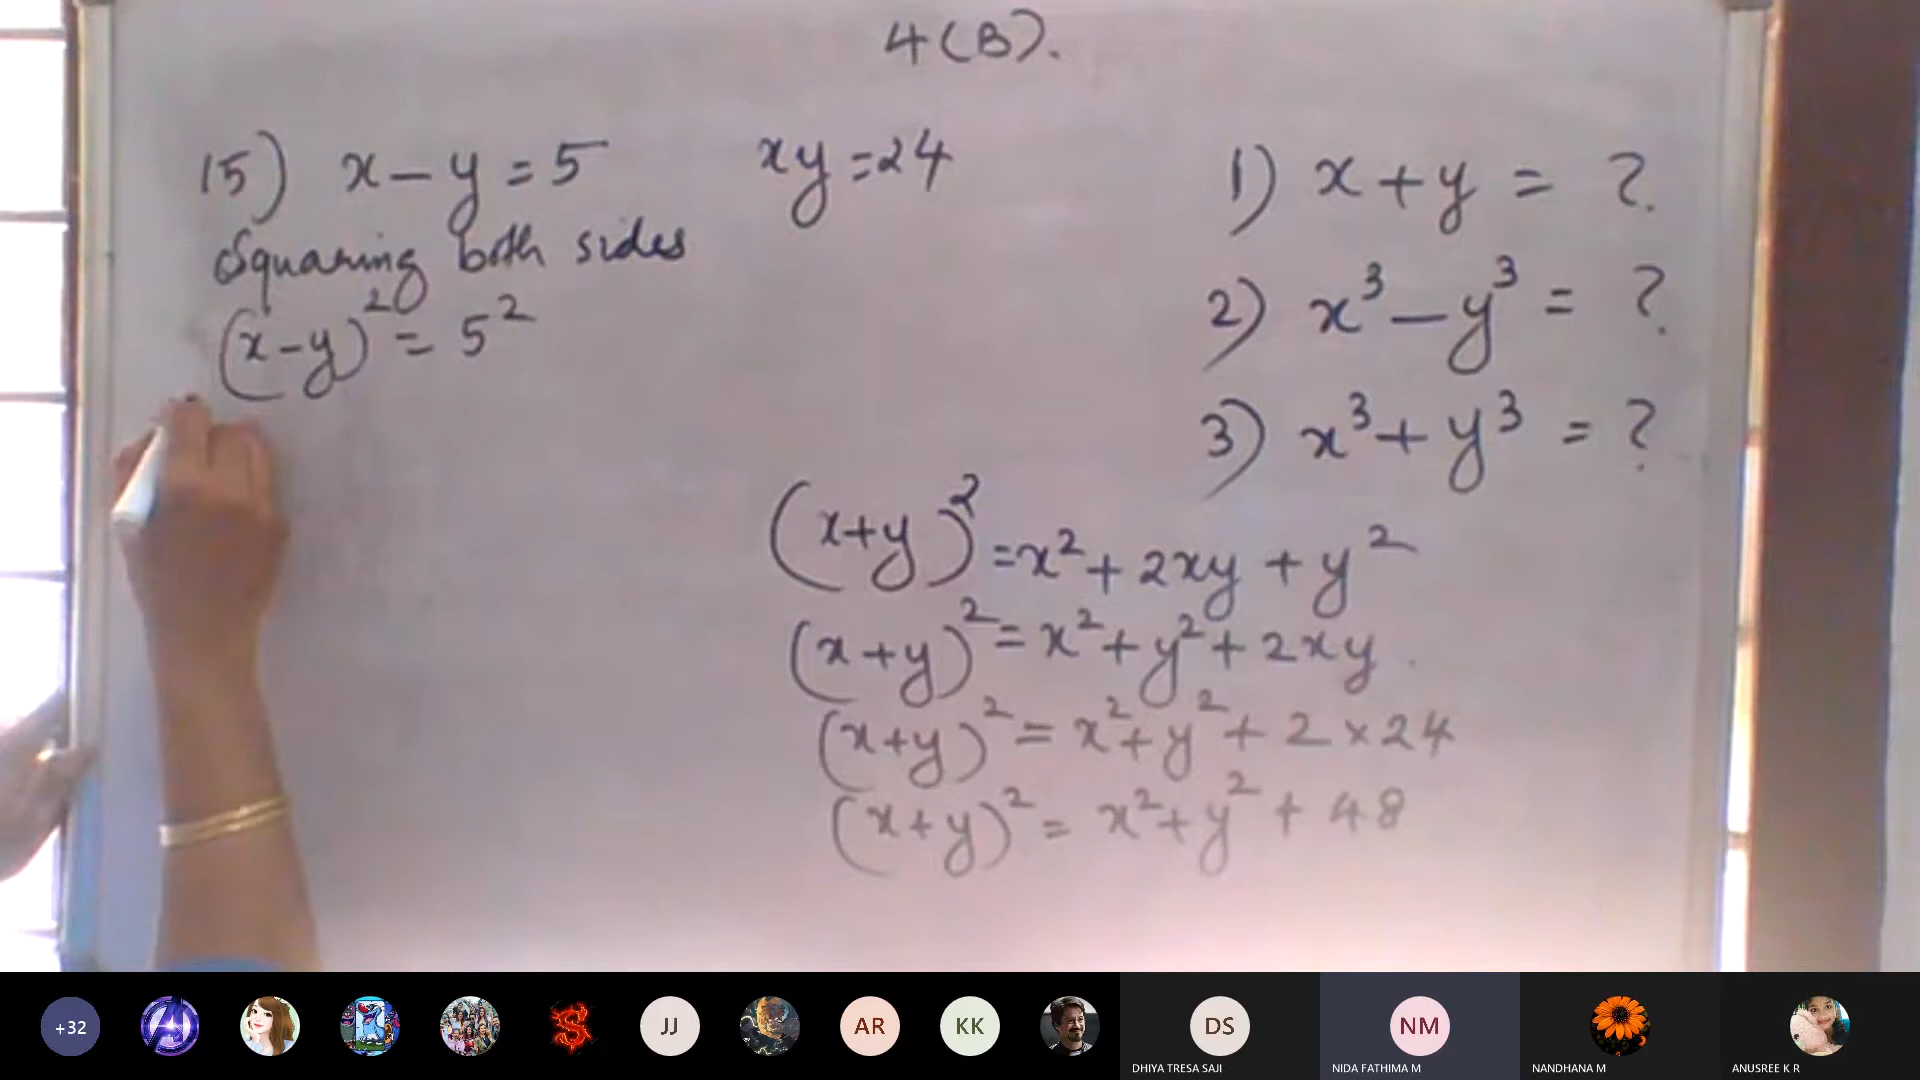 4(B).
15) x - y = 5 xy = 24
Squaring both sides
(x-y)² = 5²
1) x + y = ?
2) x³ - y³ = ?
3) x³ + y³ = ?
(x+y)² = x² + 2xy + y²
(x+y)² = x² + y² + 2xy.
(x+y)² = x² + y² + 2 × 24
(x+y)² = x² + y² + 48
+32 S JJ AR KK DS NM
DHIYA TRESA SAJI NIDA FATHIMA M NANDHANA M ANUSREE K R